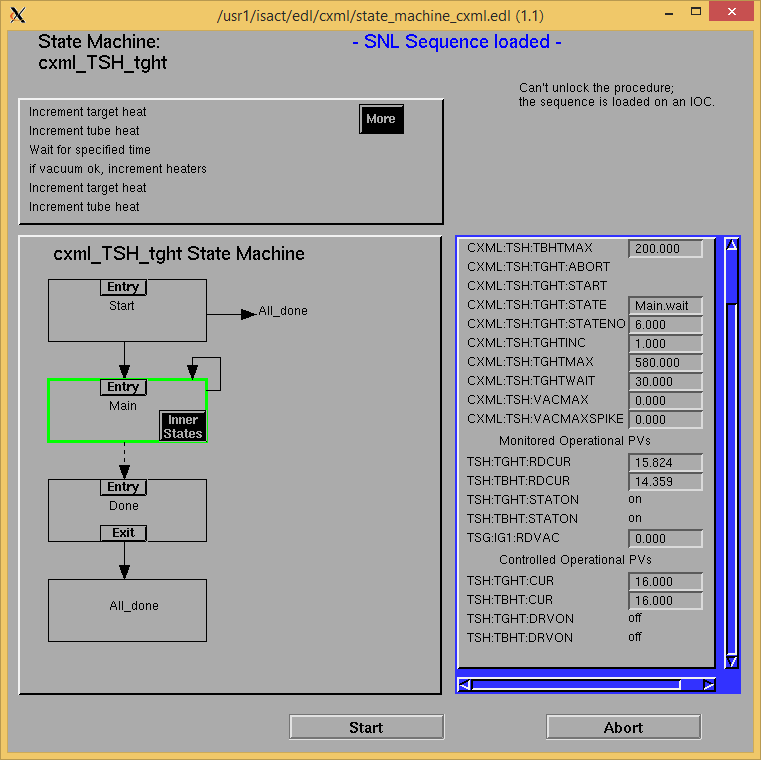 /usr1/isact/edl/cxml/state_machine_cxml.edl (1.1)
State Machine:
- SNL Sequence loaded -
cxml_TSH_tght
Can't unlock the procedure;
the sequence is loaded on an IOC.
Increment target heat
More
Increment tube heat
Wait for specified time
if vacuum ok, increment heaters
Increment target heat
Increment tube heat
cxml_TSH_tght State Machine
Entry
Start
All_done
Entry
Main
Inner
States
Entry
Done
Exit
All_done
CXML:TSH:TBHTMAX 200.000
CXML:TSH:TGHT:ABORT
CXML:TSH:TGHT:START
CXML:TSH:TGHT:STATE Main.wait
CXML:TSH:TGHT:STATENO 6.000
CXML:TSH:TGHTINC 1.000
CXML:TSH:TGHTMAX 580.000
CXML:TSH:TGHTWAIT 30.000
CXML:TSH:VACMAX 0.000
CXML:TSH:VACMAXSPIKE 0.000
Monitored Operational PVs
TSH:TGHT:RDCUR 15.824
TSH:TBHT:RDCUR 14.359
TSH:TGHT:STATON on
TSH:TBHT:STATON on
TSG:IG1:RDVAC 0.000
Controlled Operational PVs
TSH:TGHT:CUR 16.000
TSH:TBHT:CUR 16.000
TSH:TGHT:DRVON off
TSH:TBHT:DRVON off
Start
Abort